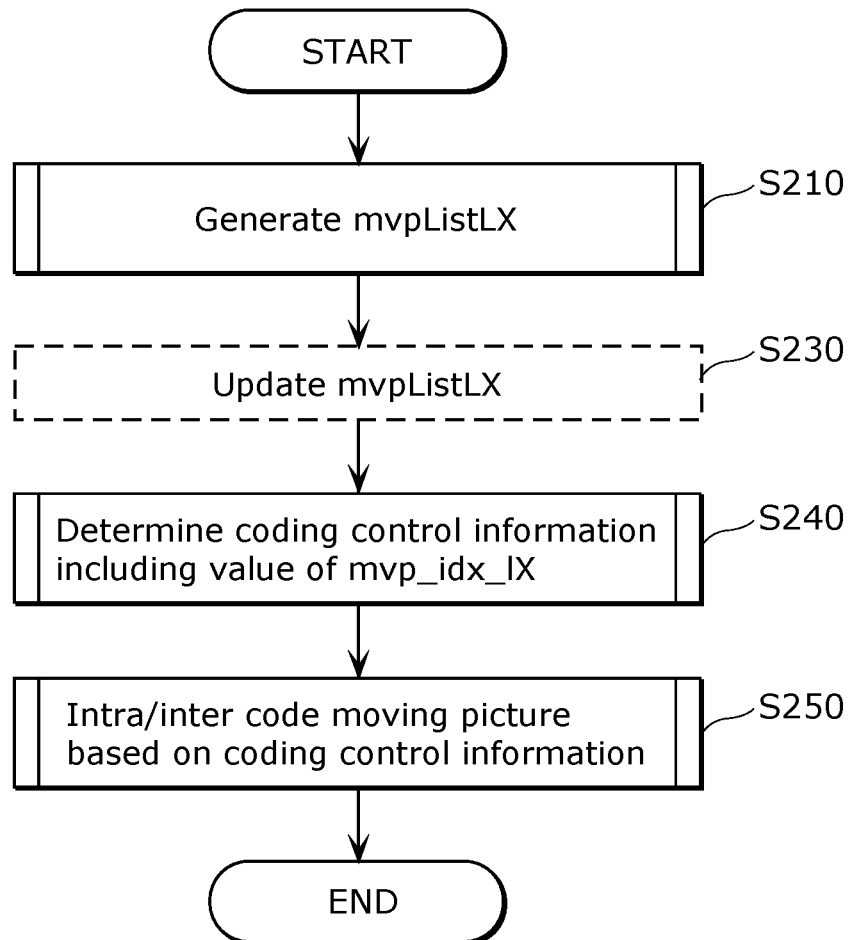 START
Generate mvpListLX
S210
Update mvpListLX
S230
Determine coding control information
including value of mvp_idx_lX
S240
Intra/inter code moving picture
based on coding control information
S250
END